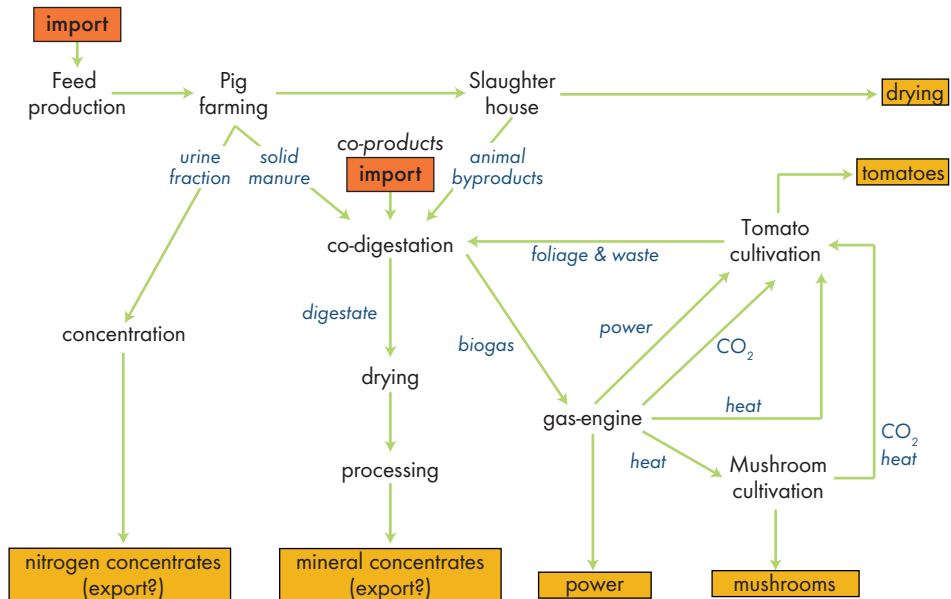 import
Feed
production
Pig
farming
Slaughter
house
drying
urine
fraction
solid
manure
co-products
import
animal
byproducts
tomatoes
co-digestation
foliage & waste
Tomato
cultivation
concentration
digestate
biogas
power
CO2
drying
gas-engine
heat
CO2
heat
processing
heat
Mushroom
cultivation
nitrogen concentrates
(export?)
mineral concentrates
(export?)
power
mushrooms